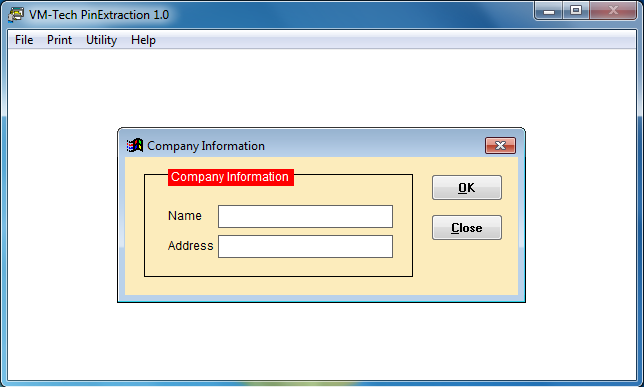 VM-Tech PinExtraction 1.0
File Print Utility Help
Company Information
Company Information
OK
Name
Close
Address